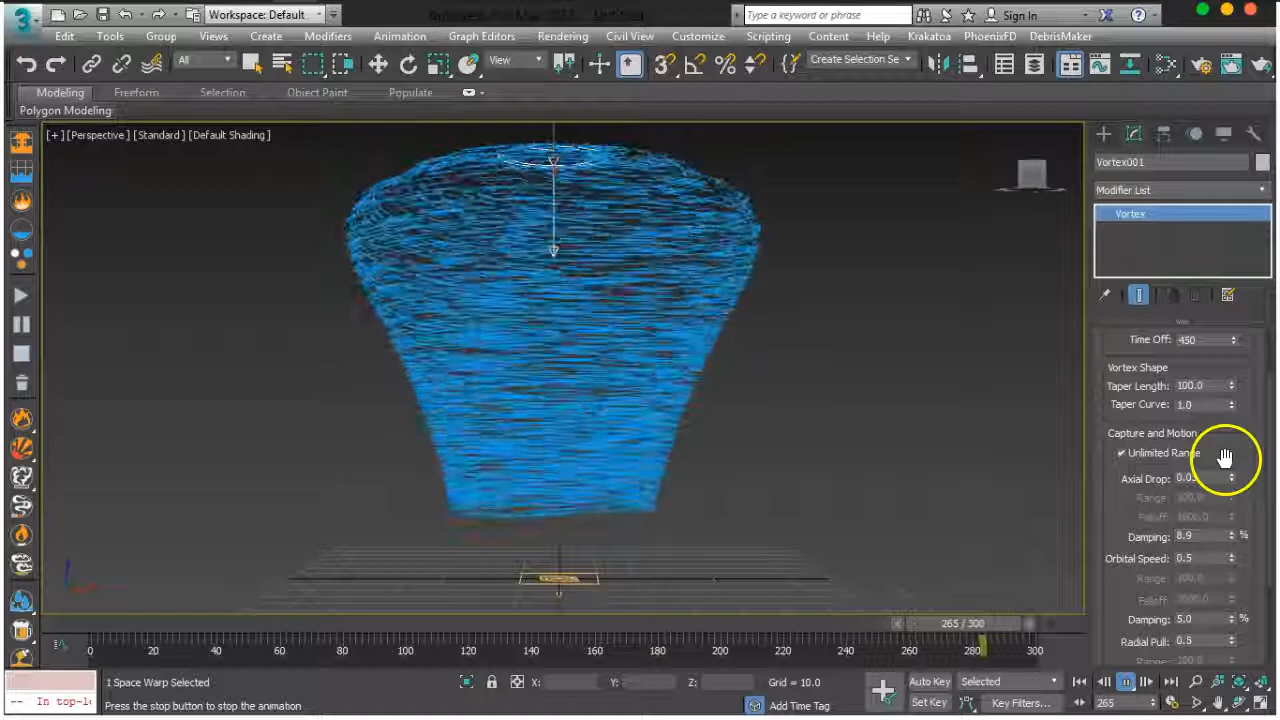 Workspace: Default
Type a keyword or phrase
Sign In
Edit Tools Group Views Create Modifiers Animation Graph Editors Rendering Civil View Customize Scripting Content Help Krakatoa PhoenixFD DebrisMaker
All
View
Create Selection Se
Modeling Freeform Selection Object Paint Populate
Polygon Modeling
[+] [Perspective ] [Standard ] [Default Shading ]
Vortex001
Modifier List
Vortex
Time Off: 450
Vortex Shape
Taper Length: 100.0
Taper Curve: 1.0
Capture and Motion
Unlimited Range
Axial Drop:
Range:
Falloff: 1000.0
Damping: 8.9 %
Orbital Speed: 0.5
Range:
Falloff:
Damping: 5.0 %
Radial Pull: 0.5
Range: 100.0
265 / 300
0 20 40 60 80 100 120 140 160 180 200 220 240 260 280 300
1 Space Warp Selected
X: Y: Z: Grid = 10.0
Auto Key Selected
-- In top-l
Press the stop button to stop the animation
Add Time Tag
Set Key Key Filters... 265